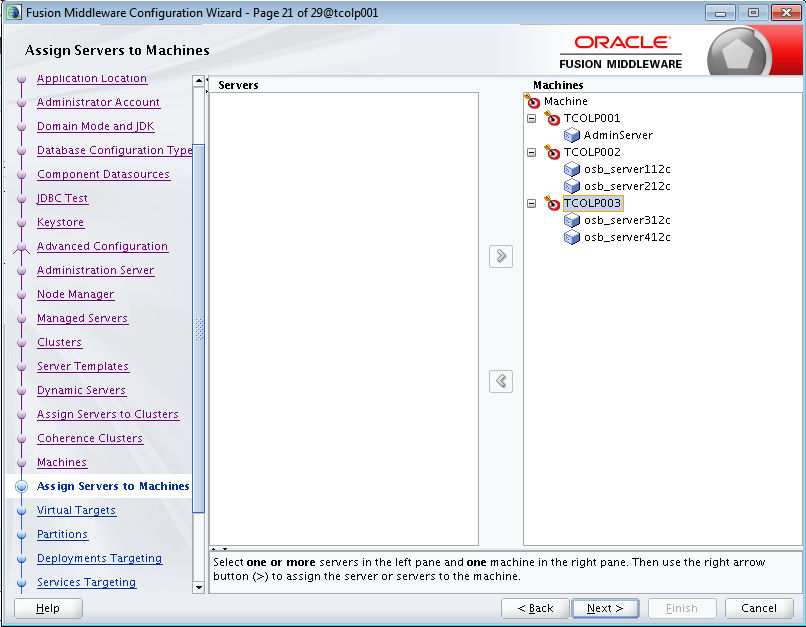 Fusion Middleware Configuration Wizard - Page 21 of 29@tcolp001
Assign Servers to Machines
ORACLE
FUSION MIDDLEWARE
Application Location
Administrator Account
Domain Mode and JDK
Database Configuration Type
Component Datasources
JDBC Test
Keystore
Advanced Configuration
Administration Server
Node Manager
Managed Servers
Clusters
Server Templates
Dynamic Servers
Assign Servers to Clusters
Coherence Clusters
Machines
Assign Servers to Machines
Virtual Targets
Partitions
Deployments Targeting
Services Targeting
Servers
Machines
Machine
TCOLP001
AdminServer
TCOLP002
osb_server112c
osb_server212c
TCOLP003
osb_server312c
osb_server412c
Select one or more servers in the left pane and one machine in the right pane. Then use the right arrow
button (>) to assign the server or servers to the machine.
Help
< Back
Next >
Finish
Cancel